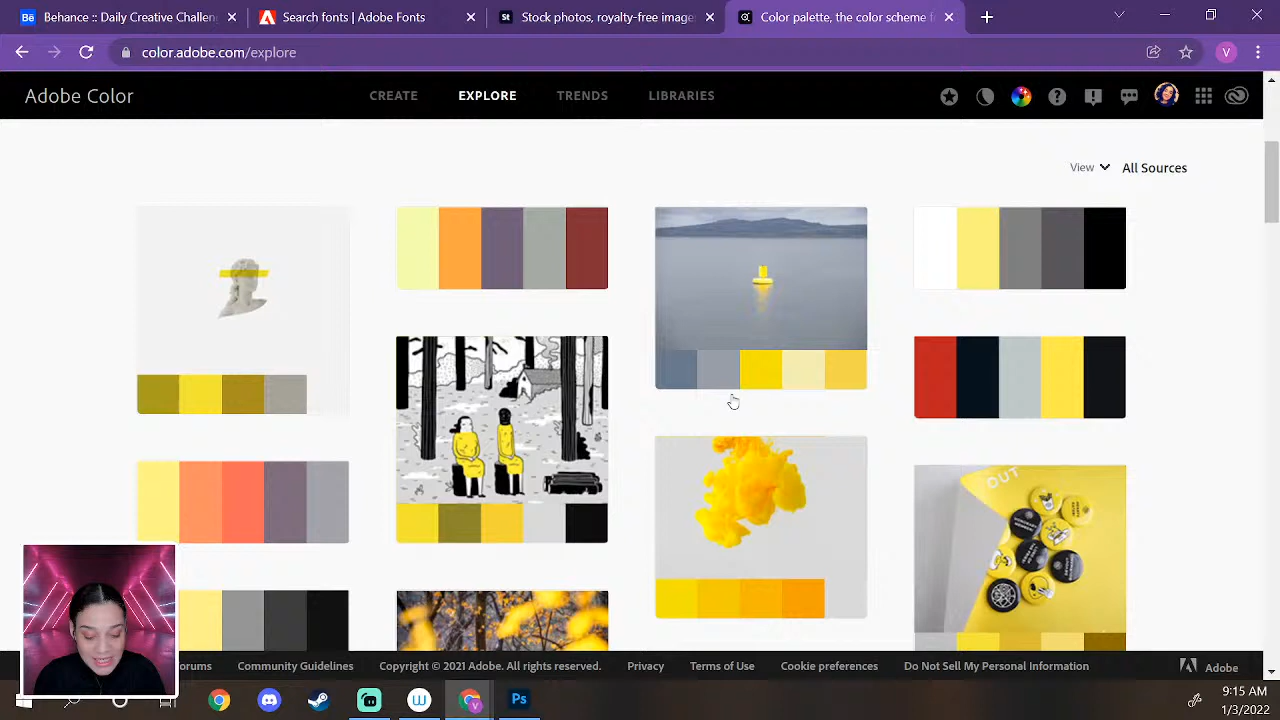 Behance :: Daily Creative Challen
Search fonts | Adobe Fonts
Stock photos, royalty-free image
Color palette, the color scheme f
color.adobe.com/explore
Adobe Color
CREATE
EXPLORE
TRENDS
LIBRARIES
View
All Sources
OUT
orums
Community Guidelines
Copyright © 2021 Adobe. All rights reserved.
Privacy
Terms of Use
Cookie preferences
Do Not Sell My Personal Information
Adobe
9:15 AM
1/3/2022